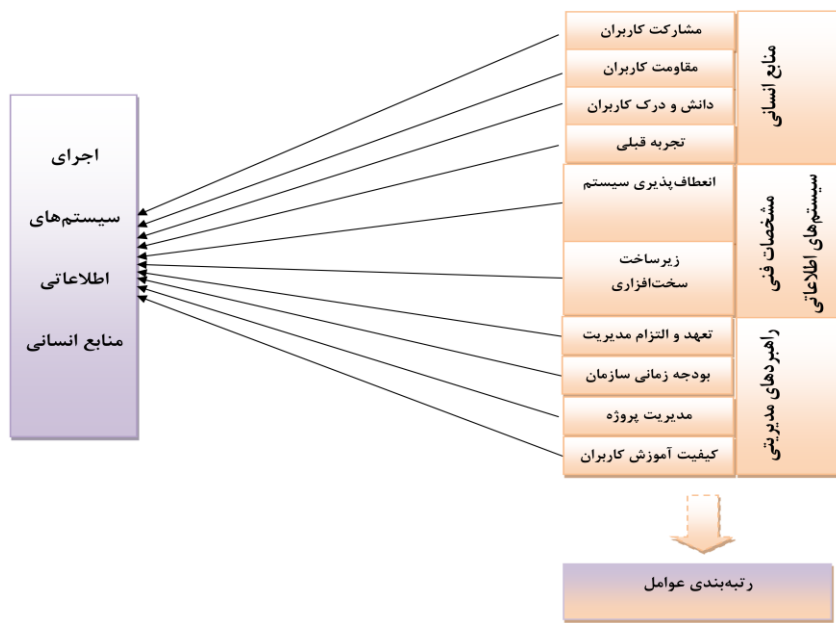 منابع انسانی
مشارکت کاربران
مقاومت کاربران
دانش و درک کاربران
تجربه قبلی
مشخصات فنی
سیستم‌های اطلاعاتی
انعطاف‌پذیری سیستم
زیرساخت
سخت‌افزاری
راهبردهای مدیریتی
تعهد و التزام مدیریت
بودجه زمانی سازمان
مدیریت پروژه
کیفیت آموزش کاربران
اجرای
سیستم‌های
اطلاعاتی
منابع انسانی
رتبه‌بندی عوامل